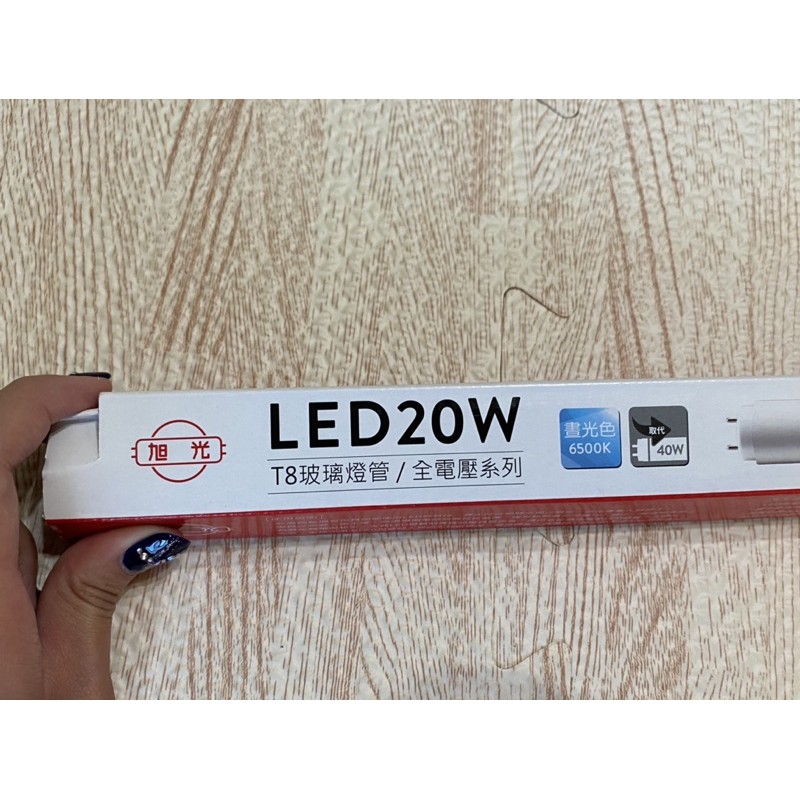 旭光
LED20W
T8玻璃燈管 / 全電壓系列
晝光色
6500K
取代
40W